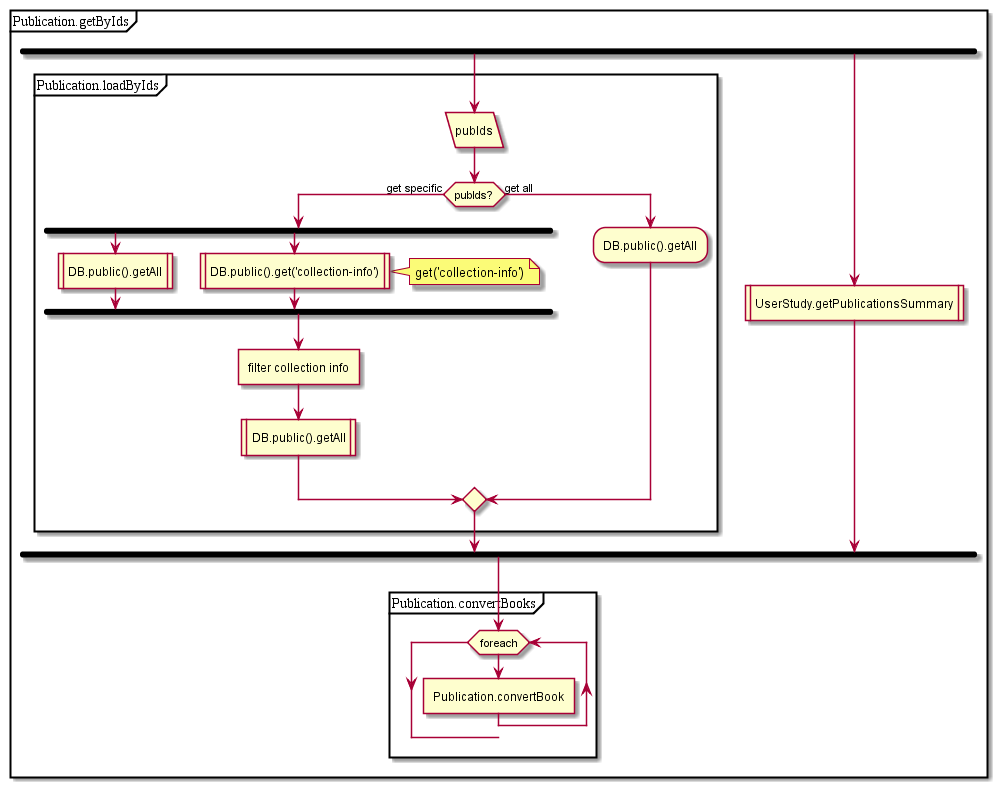 Publication.getByIds
Publication.loadByIds
pubIds
get specific
pubIds?
get all
DB.public().getAll
DB.public().getAll
DB.public().get('collection-info')
get('collection-info')
UserStudy.getPublicationsSummary
filter collection info
DB.public().getAll
Publication.convertBooks
foreach
Publication.convertBook